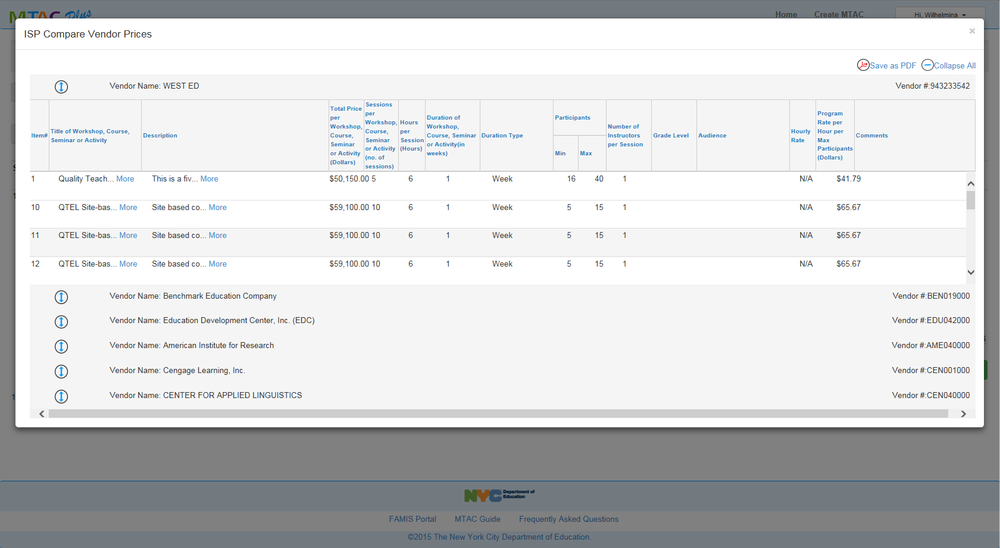 MTAC Plus
Home
Create MTAC
Hi, Wilhelmina
ISP Compare Vendor Prices
×
Save as PDF
Collapse All
Vendor Name: WEST ED
Vendor #:943233542
Item#
Title of Workshop, Course,
Seminar or Activity
Description
Total Price
per
Workshop,
Course,
Seminar
or Activity
(Dollars)
Sessions
per
Workshop,
Course,
Seminar
or Activity
(no. of
sessions)
Hours
per
Session
(Hours)
Duration of
Workshop,
Course, Seminar
or Activity(in
weeks)
Duration Type
Participants
Min
Max
Number of
Instructors
per Session
Grade Level
Audience
Hourly
Rate
Program
Rate per
Hour per
Max
Participants
(Dollars)
Comments
1 Quality Teach... More This is a fiv... More $50,150.00 5 6 1 Week 16 40 1 N/A $41.79
10 QTEL Site-bas... More Site based co... More $59,100.00 10 6 1 Week 5 15 1 N/A $65.67
11 QTEL Site-bas... More Site based co... More $59,100.00 10 6 1 Week 5 15 1 N/A $65.67
12 QTEL Site-bas... More Site based co... More $59,100.00 10 6 1 Week 5 15 1 N/A $65.67
Vendor Name: Benchmark Education Company
Vendor #:BEN019000
Vendor Name: Education Development Center, Inc. (EDC)
Vendor #:EDU042000
Vendor Name: American Institute for Research
Vendor #:AME040000
Vendor Name: Cengage Learning, Inc.
Vendor #:CEN001000
Vendor Name: CENTER FOR APPLIED LINGUISTICS
Vendor #:CEN040000
NYC Department of
Education
FAMIS Portal
MTAC Guide
Frequently Asked Questions
©2015 The New York City Department of Education.